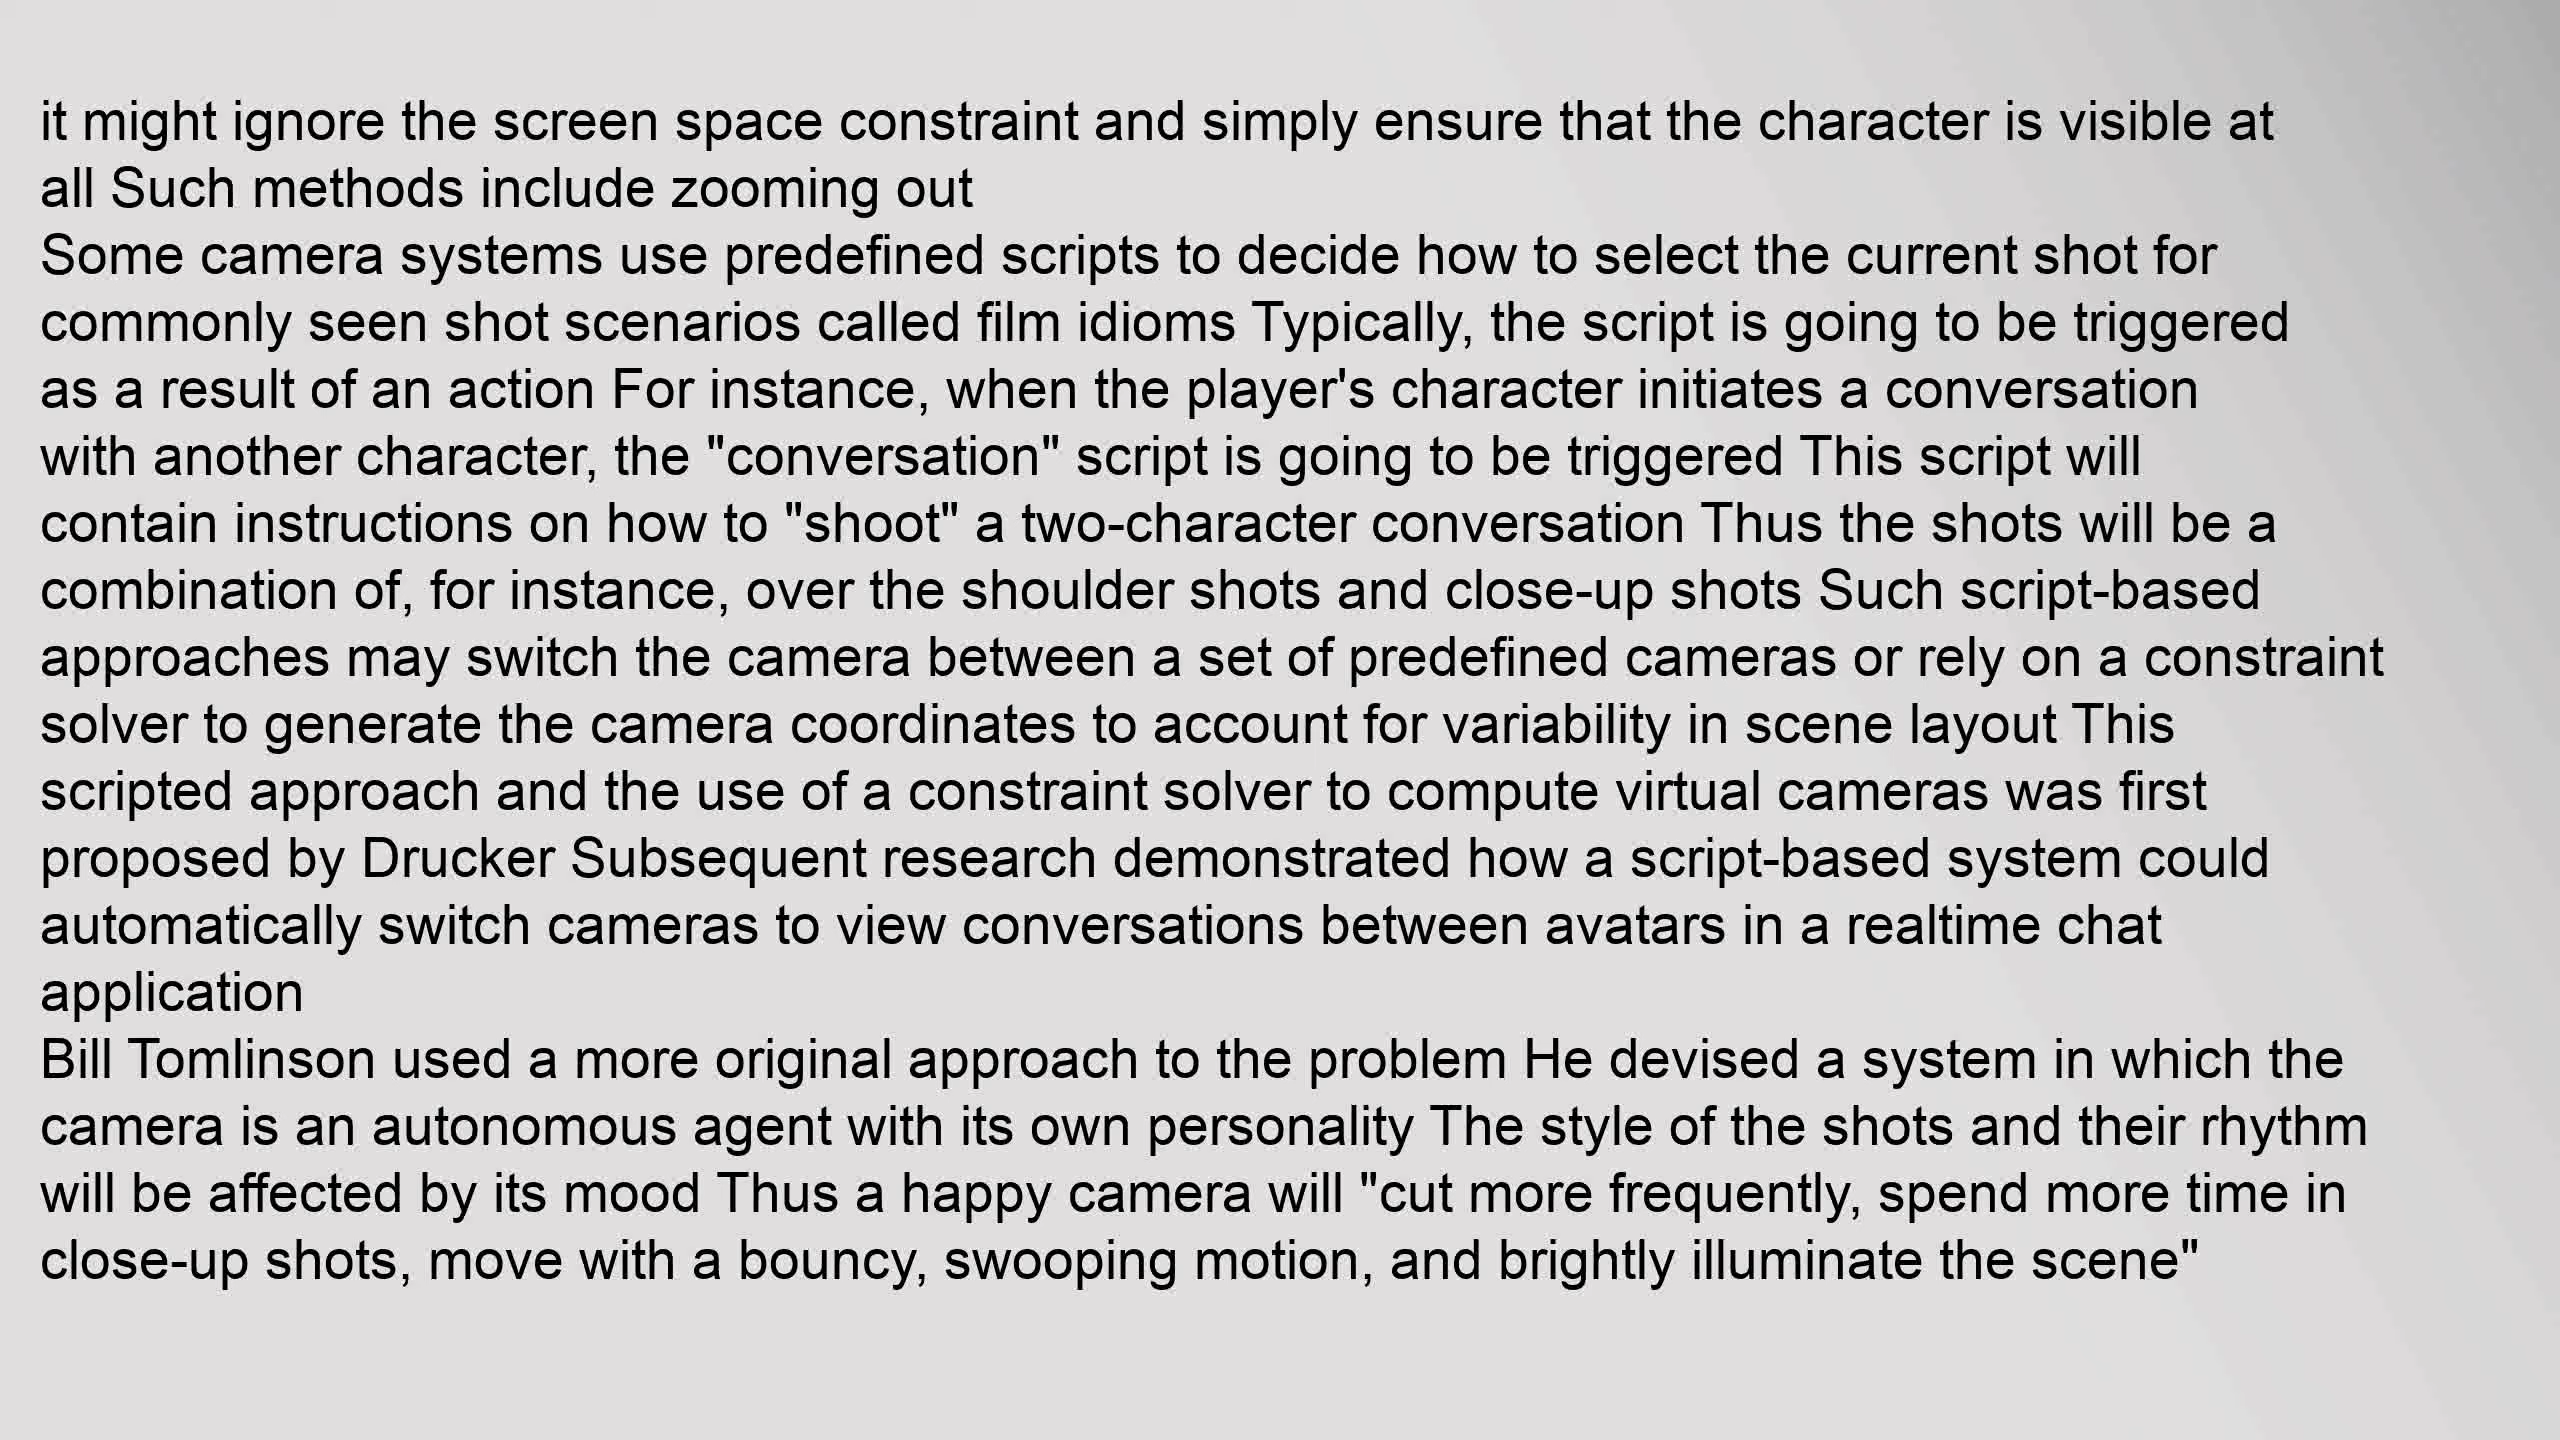 it might ignore the screen space constraint and simply ensure that the character is visible at
all Such methods include zooming out
Some camera systems use predefined scripts to decide how to select the current shot for
commonly seen shot scenarios called film idioms Typically, the script is going to be triggered
as a result of an action For instance, when the player's character initiates a conversation
with another character, the "conversation" script is going to be triggered This script will
contain instructions on how to "shoot" a two-character conversation Thus the shots will be a
combination of, for instance, over the shoulder shots and close-up shots Such script-based
approaches may switch the camera between a set of predefined cameras or rely on a constraint
solver to generate the camera coordinates to account for variability in scene layout This
scripted approach and the use of a constraint solver to compute virtual cameras was first
proposed by Drucker Subsequent research demonstrated how a script-based system could
automatically switch cameras to view conversations between avatars in a realtime chat
application
Bill Tomlinson used a more original approach to the problem He devised a system in which the
camera is an autonomous agent with its own personality The style of the shots and their rhythm
will be affected by its mood Thus a happy camera will "cut more frequently, spend more time in
close-up shots, move with a bouncy, swooping motion, and brightly illuminate the scene"